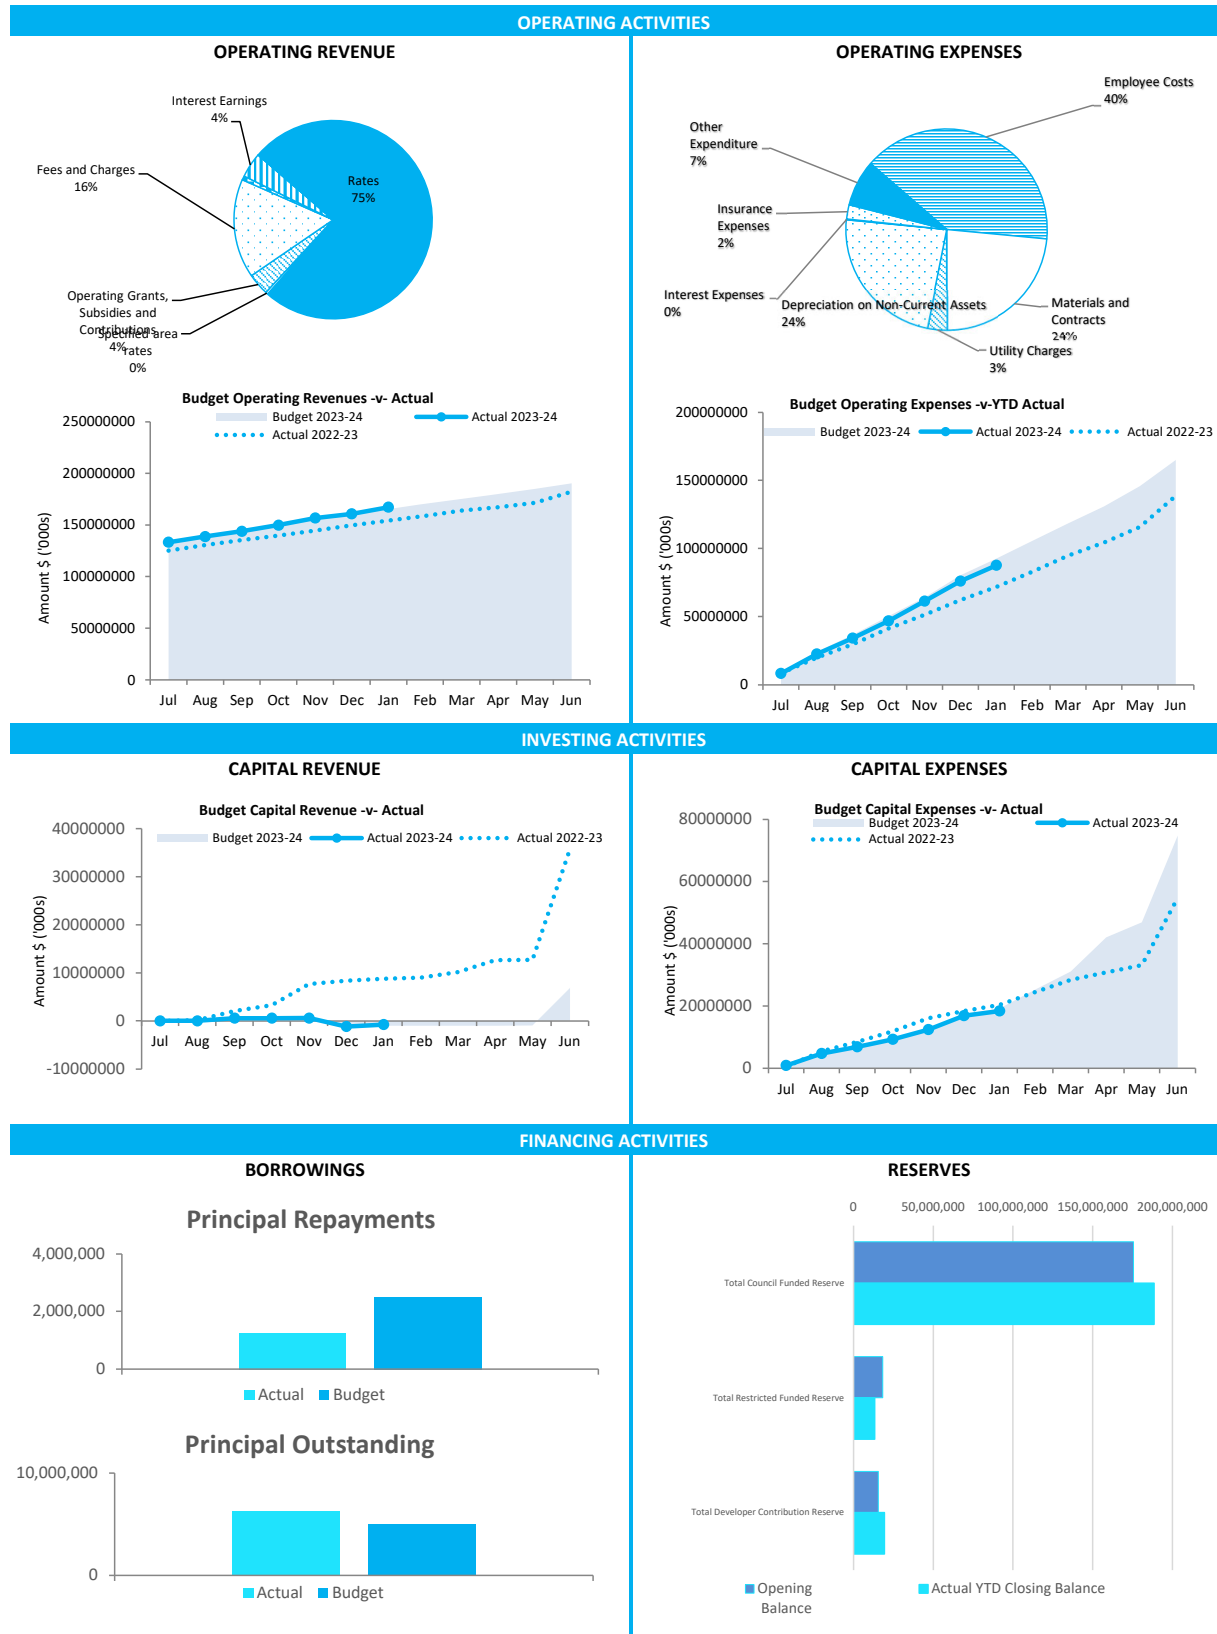 OPERATING ACTIVITIES
OPERATING REVENUE
Interest Earnings
4%
Fees and Charges
16%
Rates
75%
Operating Grants,
Subsidies and
Contributions
4%
Specified area
rates
0%
OPERATING EXPENSES
Employee Costs
40%
Other
Expenditure
7%
Insurance
Expenses
2%
Interest Expenses
0%
Depreciation on Non-Current Assets
24%
Materials and
Contracts
24%
Utility Charges
3%
Budget Operating Revenues -v- Actual
Budget 2023-24
Actual 2023-24
Actual 2022-23
Amount $ ('000s)
250000000
200000000
150000000
100000000
50000000
0
Jul Aug Sep Oct Nov Dec Jan Feb Mar Apr May Jun
Budget Operating Expenses -v-YTD Actual
Budget 2023-24
Actual 2023-24
Actual 2022-23
Amount $ ('000s)
200000000
150000000
100000000
50000000
0
Jul Aug Sep Oct Nov Dec Jan Feb Mar Apr May Jun
INVESTING ACTIVITIES
CAPITAL REVENUE
Budget Capital Revenue -v- Actual
Budget 2023-24
Actual 2023-24
Actual 2022-23
Amount $ ('000s)
40000000
30000000
20000000
10000000
0
-10000000
Jul Aug Sep Oct Nov Dec Jan Feb Mar Apr May Jun
CAPITAL EXPENSES
Budget Capital Expenses -v- Actual
Budget 2023-24
Actual 2023-24
Actual 2022-23
Amount $ ('000s)
80000000
60000000
40000000
20000000
0
Jul Aug Sep Oct Nov Dec Jan Feb Mar Apr May Jun
FINANCING ACTIVITIES
BORROWINGS
Principal Repayments
4,000,000
2,000,000
0
Actual Budget
Principal Outstanding
10,000,000
0
Actual Budget
RESERVES
0 50,000,000 100,000,000 150,000,000 200,000,000
Total Council Funded Reserve
Total Restricted Funded Reserve
Total Developer Contribution Reserve
Opening
Balance
Actual YTD Closing Balance